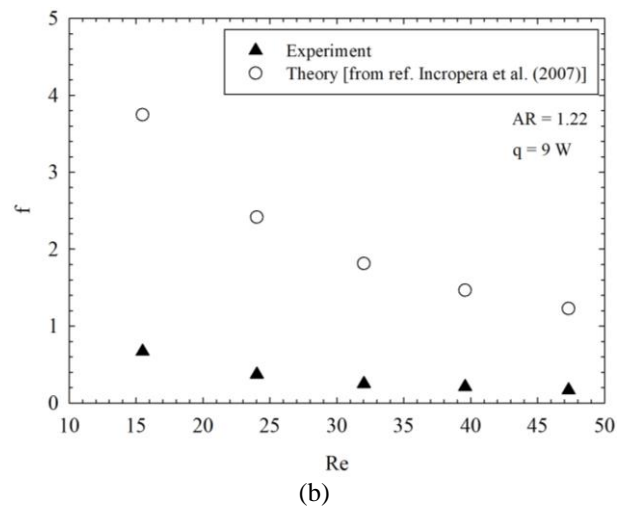 5
Experiment
Theory [from ref. Incropera et al. (2007)]
4
AR = 1.22
q = 9 W
3
f
2
1
0
10 15 20 25 30 35 40 45 50
Re
(b)